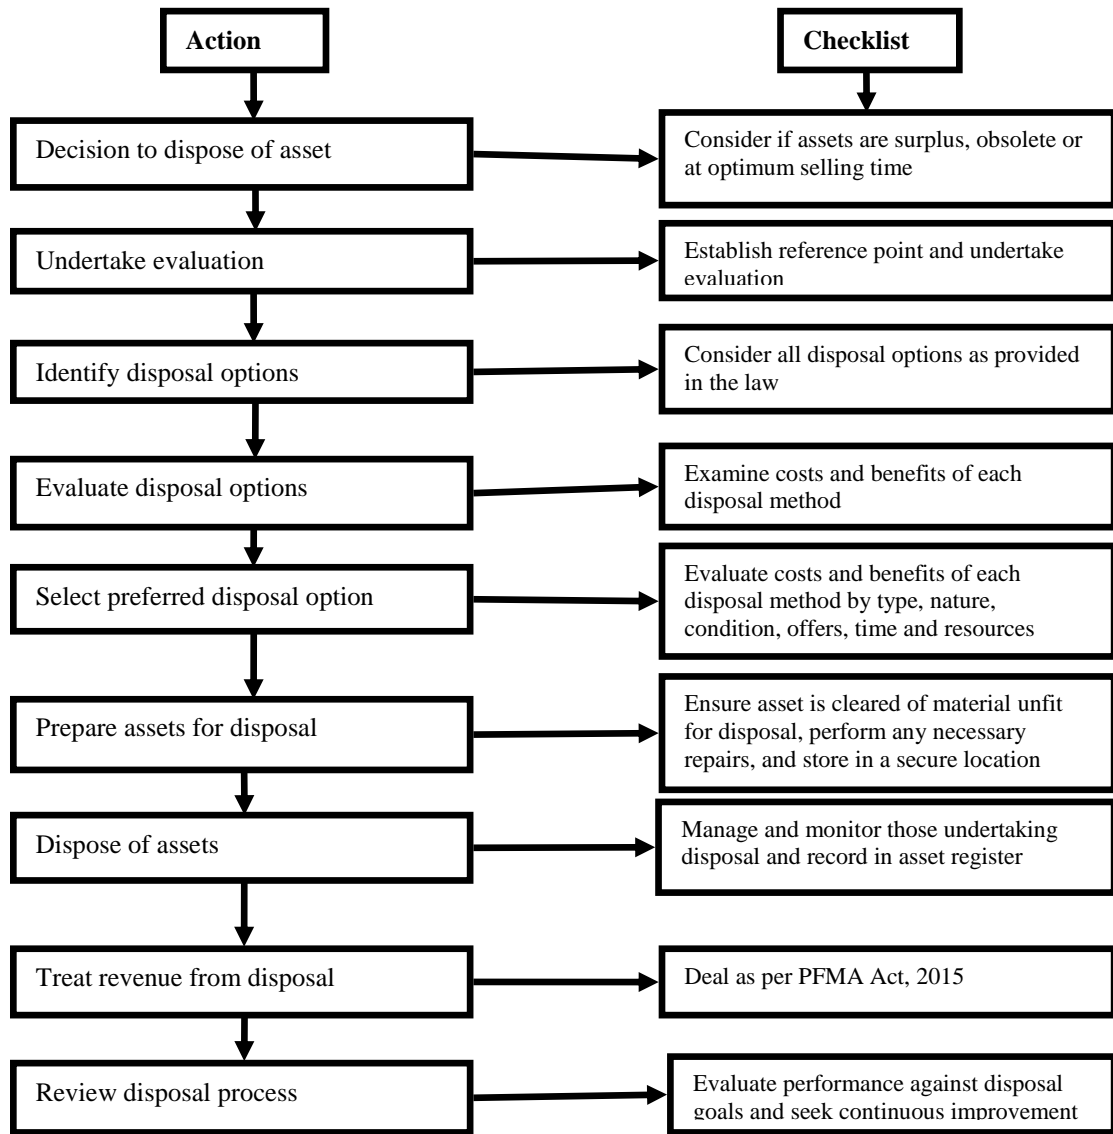 Action
Checklist
Decision to dispose of asset
Consider if assets are surplus, obsolete or
at optimum selling time
Undertake evaluation
Establish reference point and undertake
evaluation
Identify disposal options
Consider all disposal options as provided
in the law
Evaluate disposal options
Examine costs and benefits of each
disposal method
Select preferred disposal option
Evaluate costs and benefits of each
disposal method by type, nature,
condition, offers, time and resources
Prepare assets for disposal
Ensure asset is cleared of material unfit
for disposal, perform any necessary
repairs, and store in a secure location
Dispose of assets
Manage and monitor those undertaking
disposal and record in asset register
Treat revenue from disposal
Deal as per PFMA Act, 2015
Review disposal process
Evaluate performance against disposal
goals and seek continuous improvement